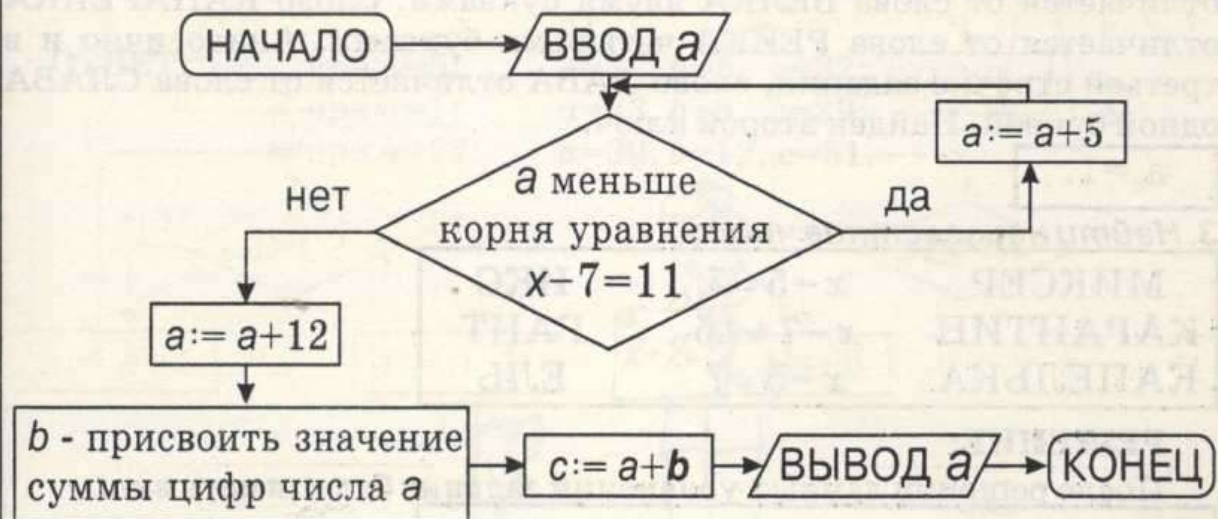 НАЧАЛО
ВВОД a
a меньше
корня уравнения
x-7=11
да
a:= a+5
нет
a:= a+12
b - присвоить значение
суммы цифр числа a
c:= a+b
ВЫВОД a
КОНЕЦ